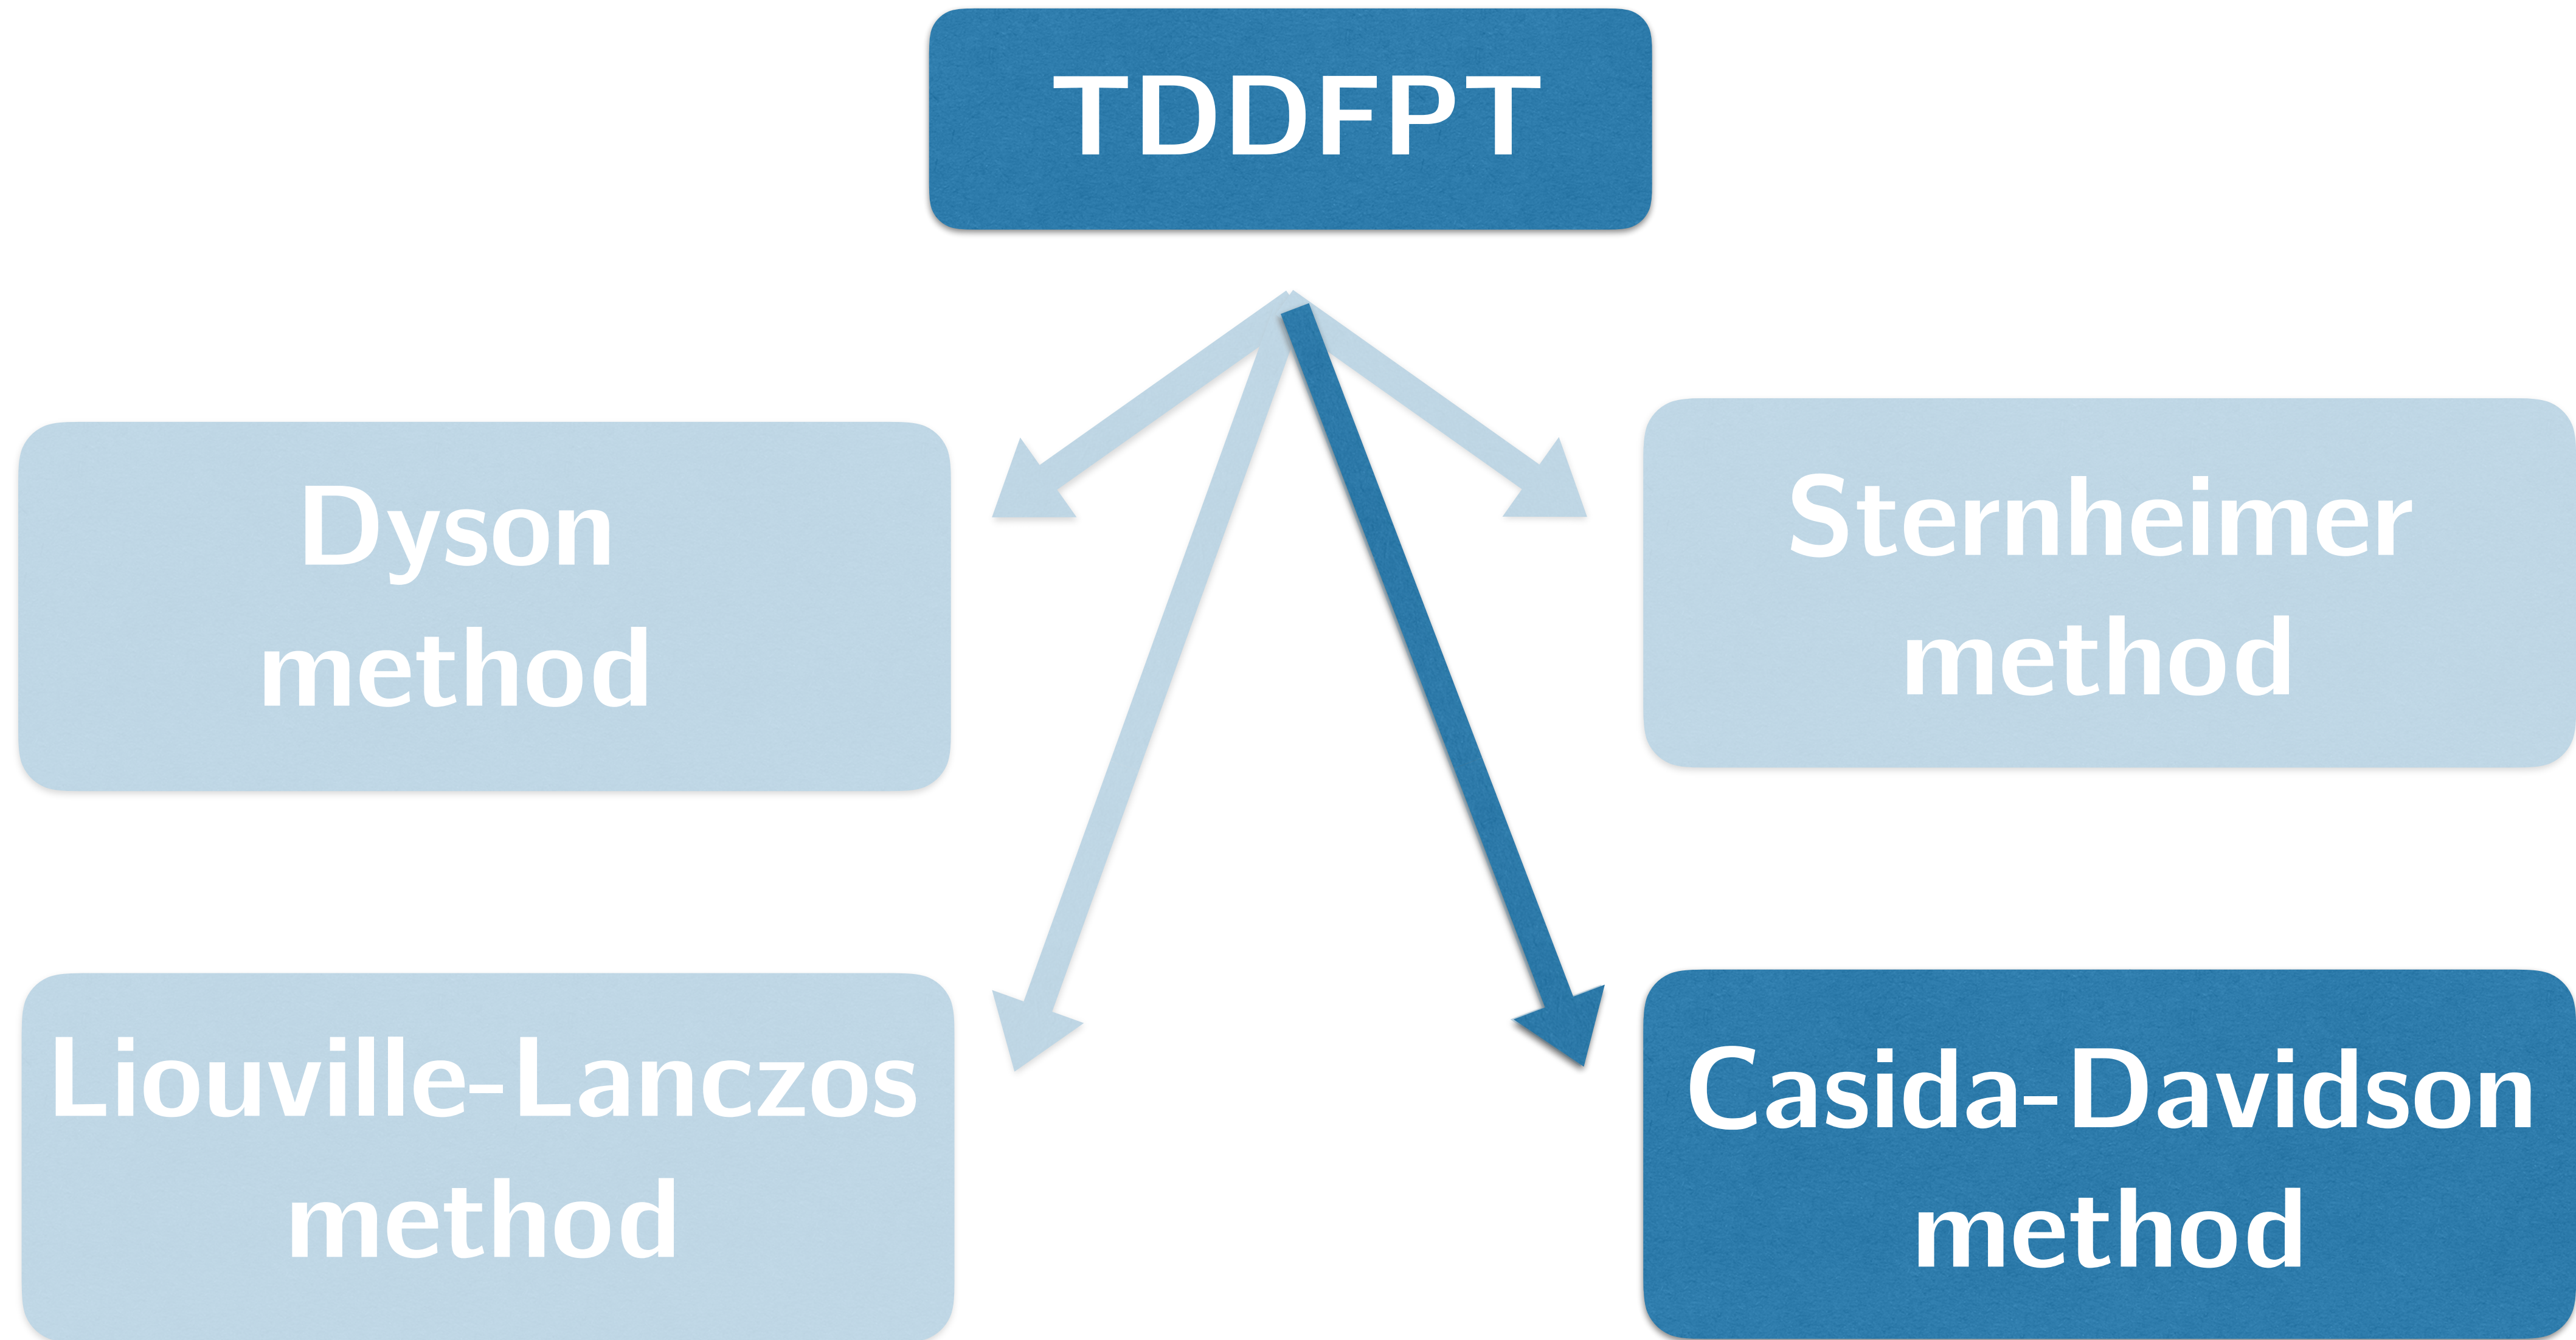 TDDFPT
Dyson
method
Sternheimer
method
Liouville-Lanczos
method
Casida-Davidson
method